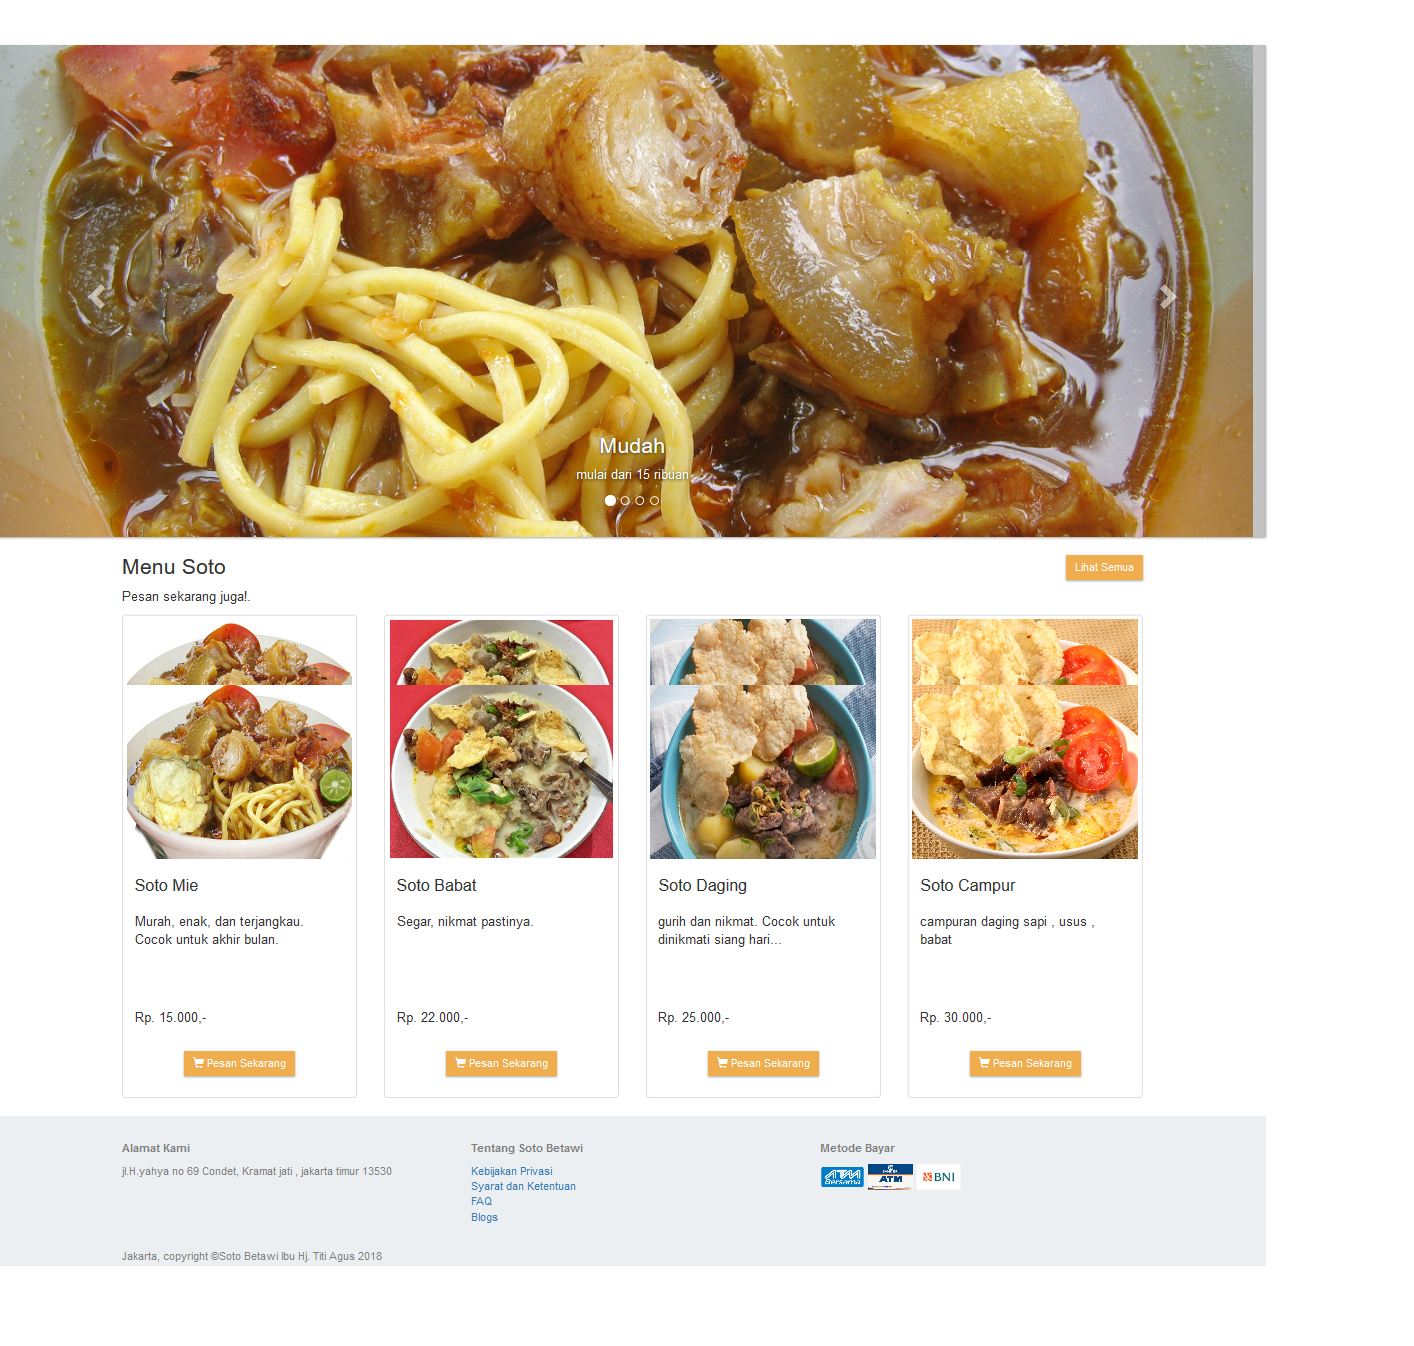 Mudah
mulai dari 15 ribuan
Menu Soto
Lihat Semua
Pesan sekarang juga!.
Soto Mie
Murah, enak, dan terjangkau.
Cocok untuk akhir bulan.
Rp. 15.000,-
Pesan Sekarang
Soto Babat
Segar, nikmat pastinya.
Rp. 22.000,-
Pesan Sekarang
Soto Daging
gurih dan nikmat. Cocok untuk
dinikmati siang hari...
Rp. 25.000,-
Pesan Sekarang
Soto Campur
campuran daging sapi , usus ,
babat
Rp. 30.000,-
Pesan Sekarang
Alamat Kami
jl.H.yahya no 69 Condet, Kramat jati , jakarta timur 13530
Tentang Soto Betawi
Kebijakan Privasi
Syarat dan Ketentuan
FAQ
Blogs
Metode Bayar
ATM
Bersama
ATM
BNI
Jakarta, copyright ©Soto Betawi Ibu Hj. Titi Agus 2018